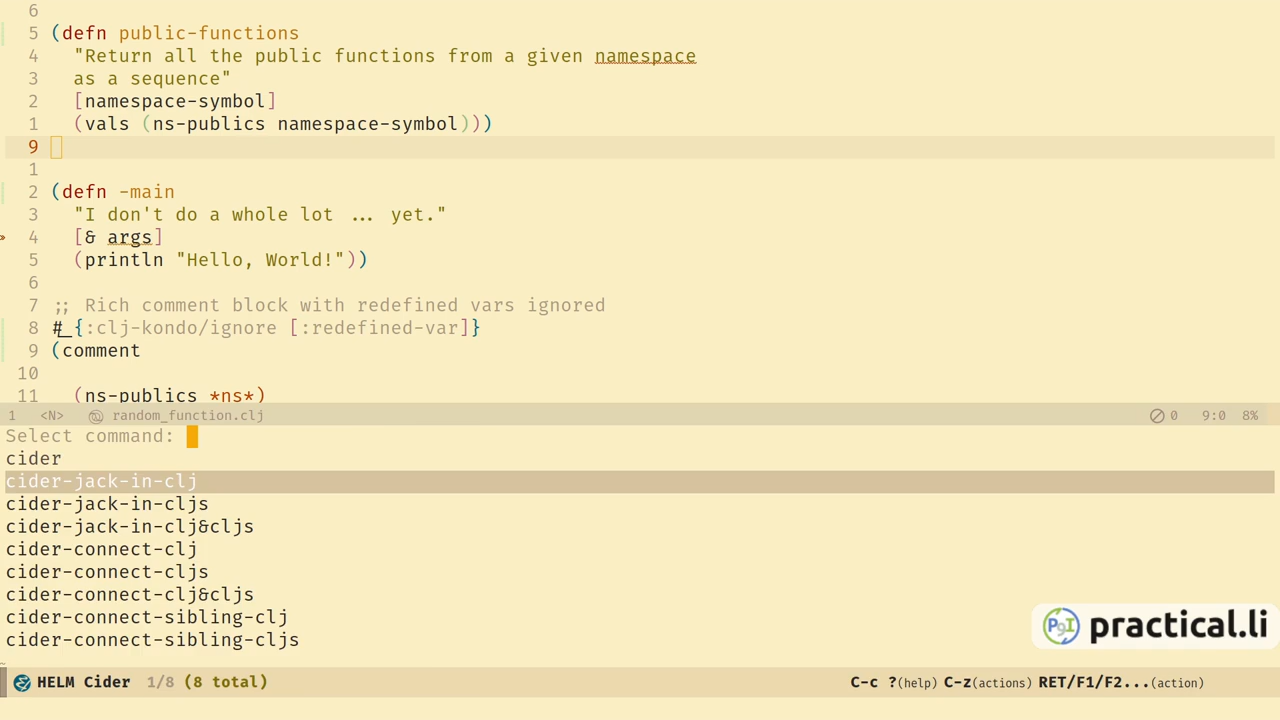 6
5 (defn public-functions
4   "Return all the public functions from a given namespace
3   as a sequence"
2   [namespace-symbol]
1   (vals (ns-publics namespace-symbol)))
9
1
2 (defn -main
3   "I don't do a whole lot ... yet."
4   [& args]
5   (println "Hello, World!"))
6
7 ;; Rich comment block with redefined vars ignored
8 #_{:clj-kondo/ignore [:redefined-var]}
9 (comment
10
11   (ns-publics *ns*)
1 <N> random_function.clj 0 9:0 8%
Select command:
cider
cider-jack-in-clj
cider-jack-in-cljs
cider-jack-in-clj&cljs
cider-connect-clj
cider-connect-cljs
cider-connect-clj&cljs
cider-connect-sibling-clj
cider-connect-sibling-cljs
practical.li
~
HELM Cider 1/8 (8 total) C-c ?(help) C-z(actions) RET/F1/F2...(action)